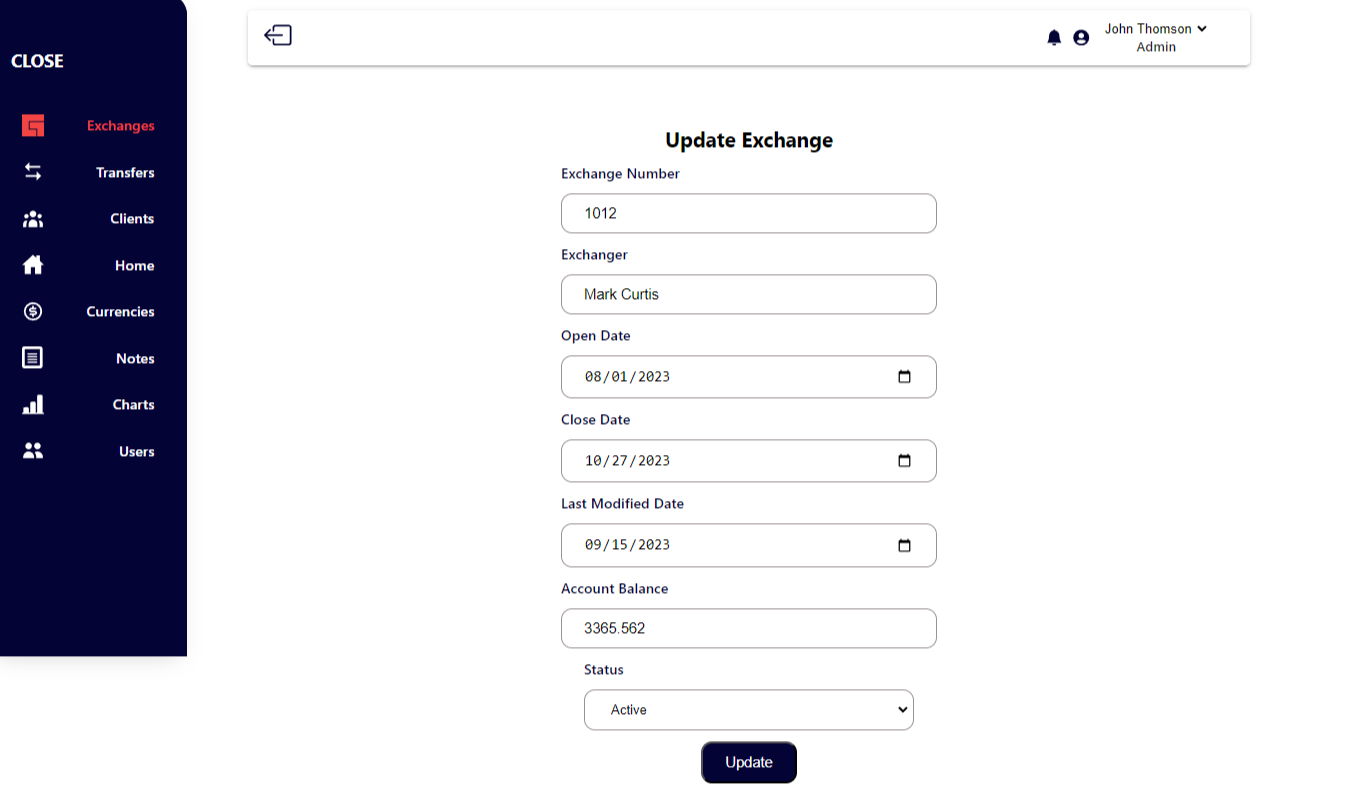 CLOSE
Exchanges
Transfers
Clients
Home
Currencies
Notes
Charts
Users
John Thomson
Admin
Update Exchange
Exchange Number
1012
Exchanger
Mark Curtis
Open Date
08/01/2023
Close Date
10/27/2023
Last Modified Date
09/15/2023
Account Balance
3365.562
Status
Active
Update